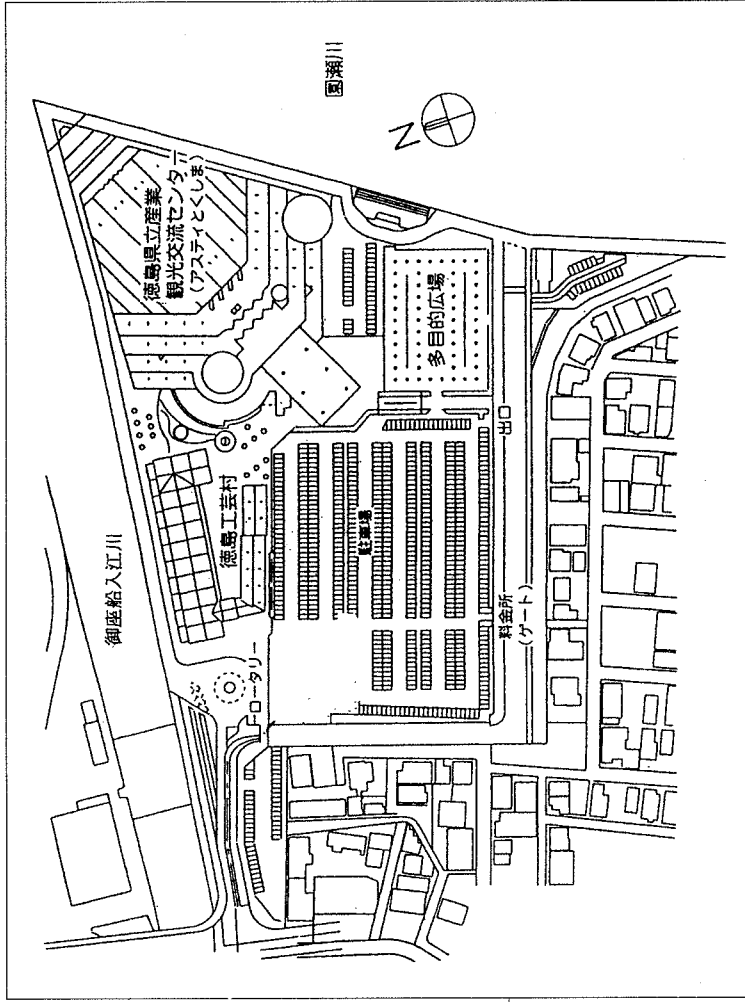 園瀬川
N
徳島県立産業
観光交流センター
(アスティとくしま)
多目的広場
出口
駐車場
徳島工芸村
御座船入江川
料金所
(ゲート)
ロータリー